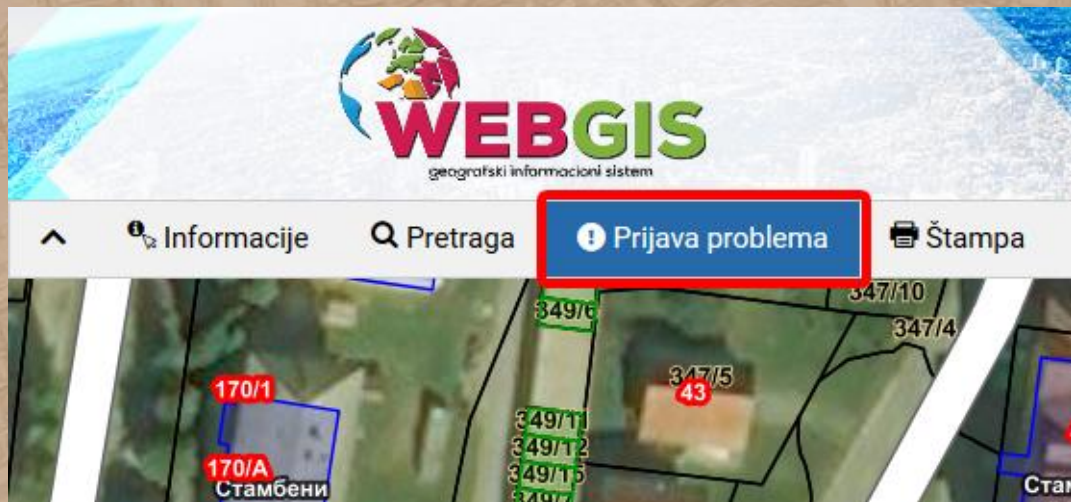 WEBGIS
geografski informacioni sistem
Informacije
Pretraga
Prijava problema
Štampa
347/10
349/6
347/4
347/5
170/1
43
349/11
349/12
349/15
170/A
Стамбени